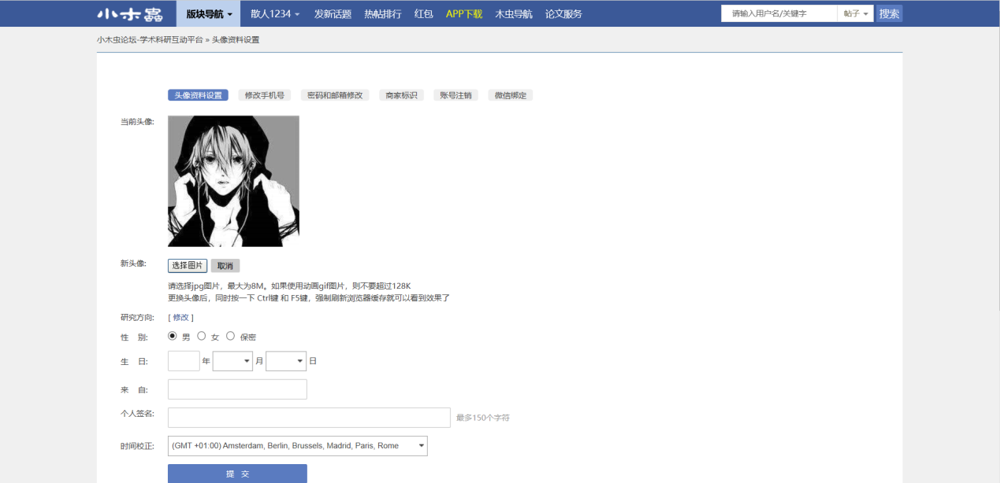 小木虫 版块导航 散人1234 发新话题 热帖排行 红包 APP下载 木虫导航 论文服务 请输入用户名/关键字 帖子 搜索
小木虫论坛-学术科研互动平台 » 头像资料设置
头像资料设置 修改手机号 密码和邮箱修改 商家标识 账号注销 微信绑定
当前头像:
新头像: 选择图片 取消
请选择jpg图片，最大为8M。如果使用动画gif图片，则不要超过128K
更换头像后，同时按一下 Ctrl键 和 F5键，强制刷新浏览器缓存就可以看到效果了
研究方向: [ 修改 ]
性 别: 男 女 保密
生 日: 年 月 日
来 自:
个人签名: 最多150个字符
时间校正: (GMT +01:00) Amsterdam, Berlin, Brussels, Madrid, Paris, Rome
提 交